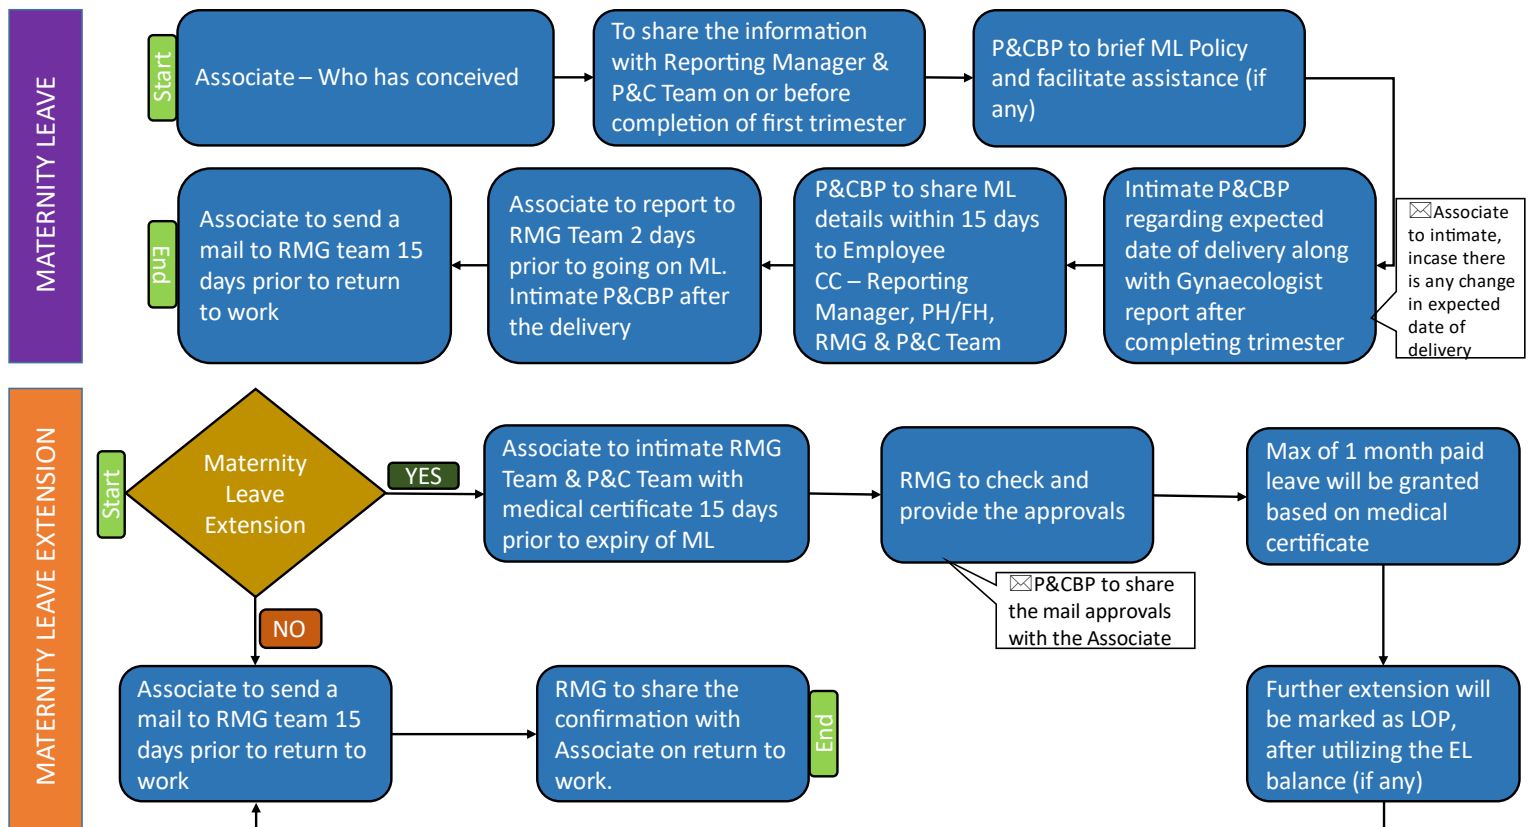 MATERNITY LEAVE
Start
Associate – Who has conceived
To share the information
with Reporting Manager &
P&C Team on or before
completion of first trimester
P&CBP to brief ML Policy
and facilitate assistance (if
any)
Intimate P&CBP
regarding expected
date of delivery along
with Gynaecologist
report after
completing trimester
Associate
to intimate,
incase there
is any change
in expected
date of
delivery
P&CBP to share ML
details within 15 days
to Employee
CC – Reporting
Manager, PH/FH,
RMG & P&C Team
Associate to report to
RMG Team 2 days
prior to going on ML.
Intimate P&CBP after
the delivery
Associate to send a
mail to RMG team 15
days prior to return
to work
End
MATERNITY LEAVE EXTENSION
Start
Maternity
Leave
Extension
YES
Associate to intimate RMG
Team & P&C Team with
medical certificate 15 days
prior to expiry of ML
RMG to check and
provide the approvals
P&CBP to share
the mail approvals
with the Associate
Max of 1 month paid
leave will be granted
based on medical
certificate
Further extension will
be marked as LOP,
after utilizing the EL
balance (if any)
NO
Associate to send a
mail to RMG team 15
days prior to return to
work
RMG to share the
confirmation with
Associate on return to
work.
End